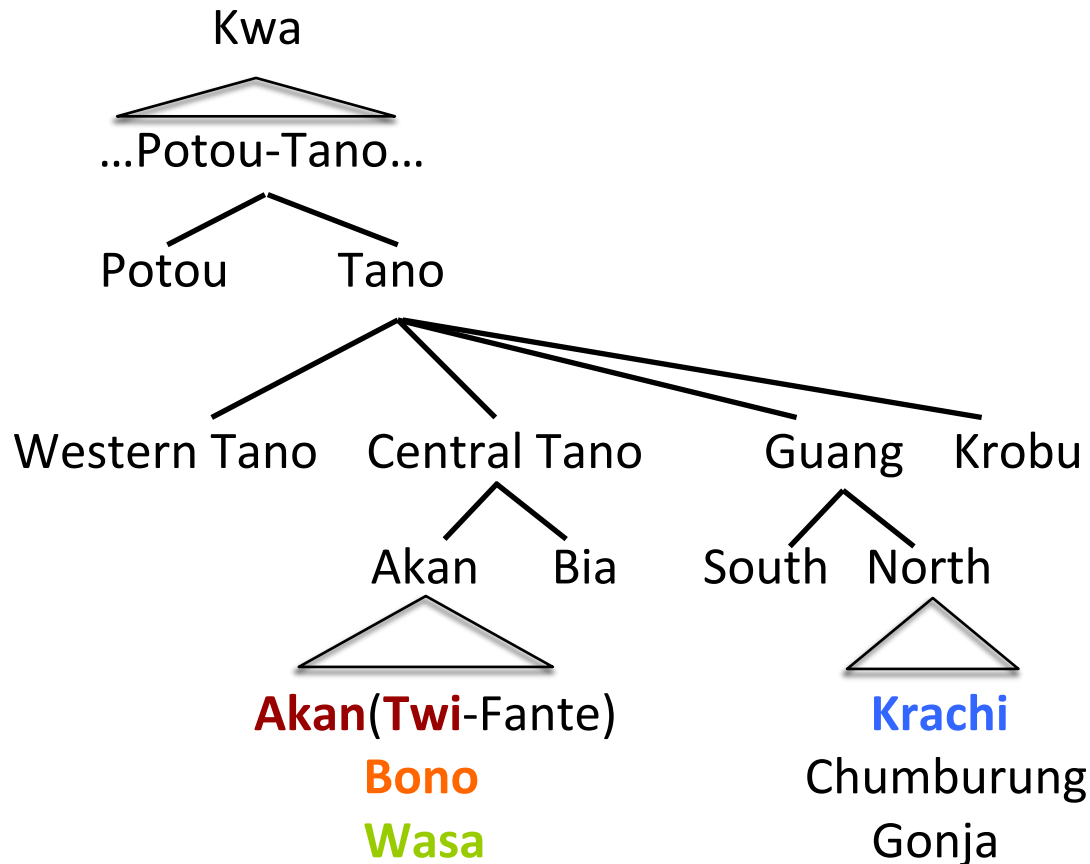 Kwa
...Potou-Tano...
Potou Tano
Western Tano Central Tano Guang Krobu
Akan Bia South North
Akan(Twi-Fante) Krachi
Bono Chumburung
Wasa Gonja